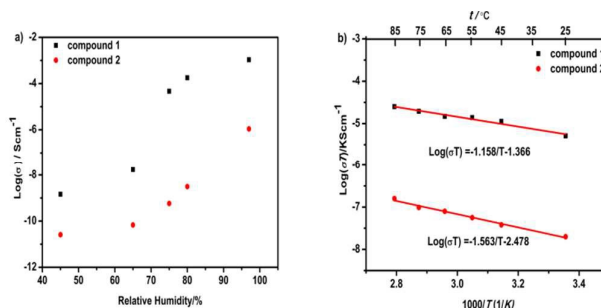 a)
compound 1
compound 2
Log(σ) / Scm⁻¹
-2
-4
-6
-8
-10
-12
40 50 60 70 80 90 100
Relative Humidity/%
b)
t/°C
85 75 65 55 45 35 25
compound 1
compound 2
Log(σT)/KScm⁻¹
-4
-5
-6
-7
-8
Log(σT) =-1.158/T-1.366
Log(σT) =-1.563/T-2.478
2.8 3.0 3.2 3.4
1000/T(1/K)